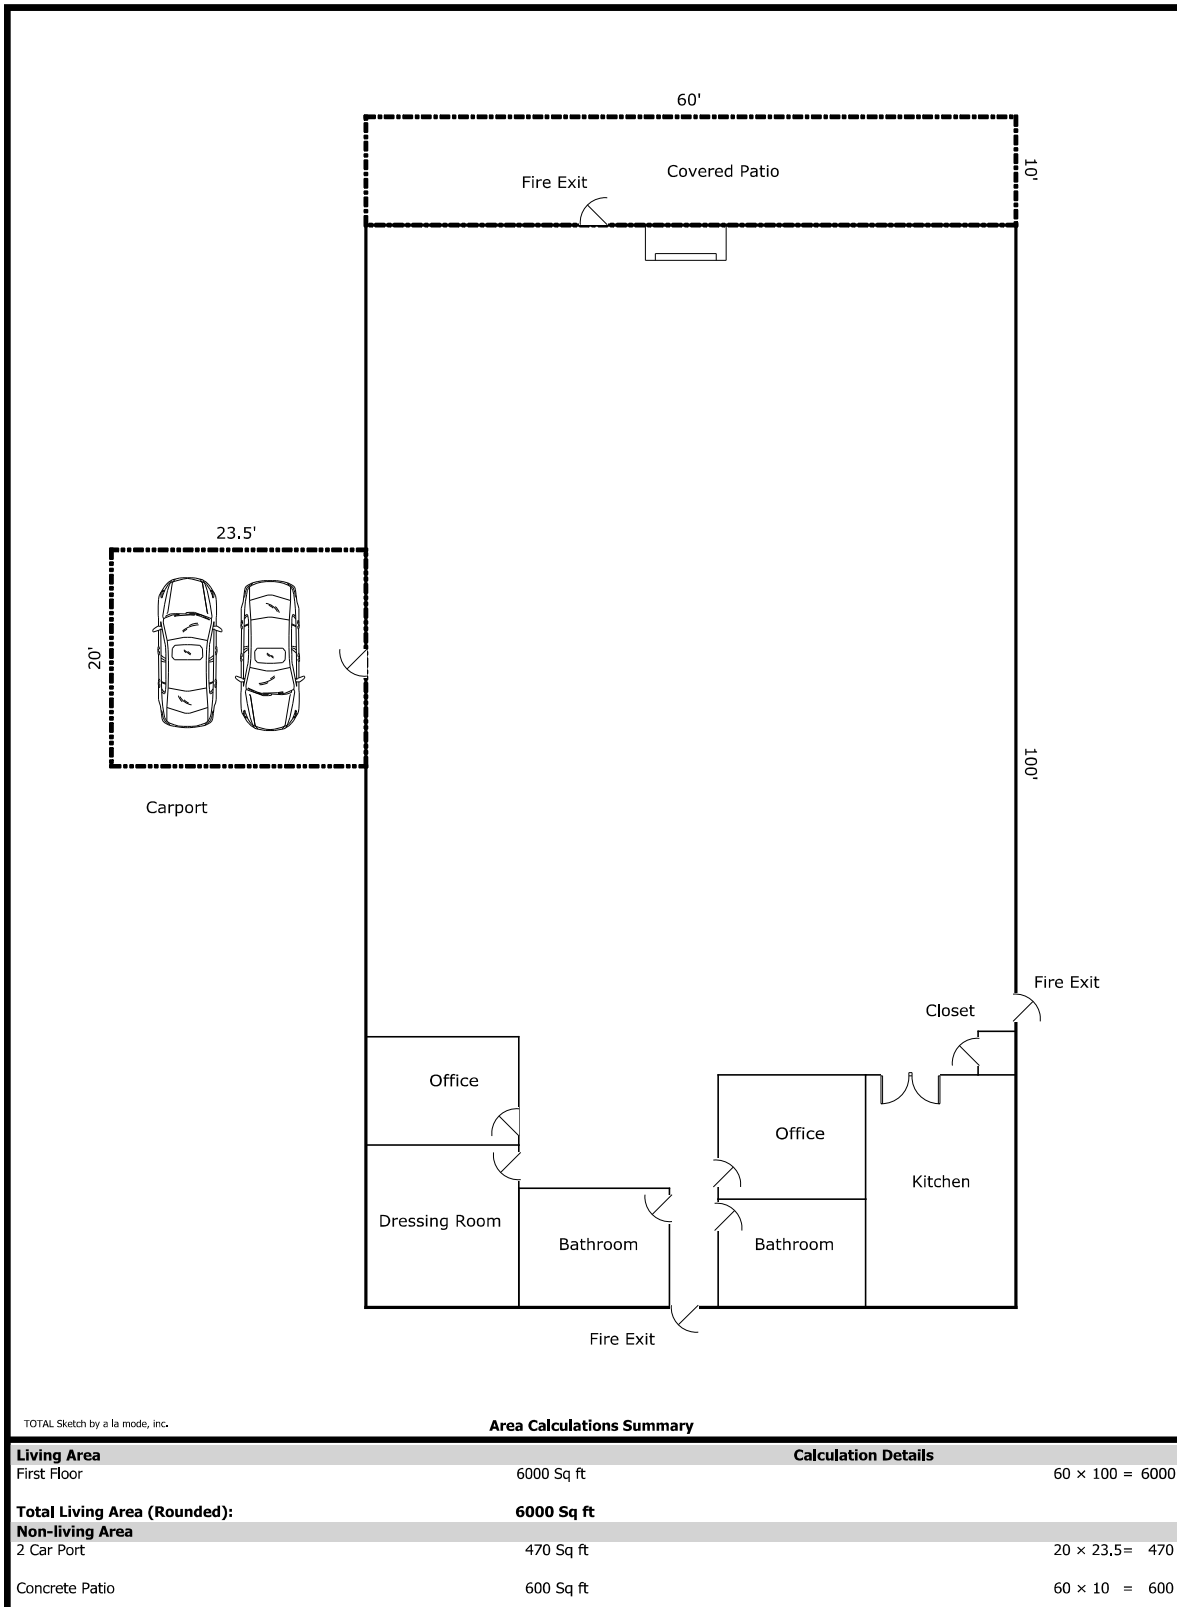 60'
10'
Covered Patio
Fire Exit
23.5'
20'
100'
Carport
Fire Exit
Closet
Office
Office
Kitchen
Dressing Room
Bathroom
Bathroom
Fire Exit
TOTAL Sketch by a la mode, inc.
Area Calculations Summary
Living Area Calculation Details
First Floor 6000 Sq ft 60 × 100 = 6000
Total Living Area (Rounded): 6000 Sq ft
Non-living Area
2 Car Port 470 Sq ft 20 × 23.5= 470
Concrete Patio 600 Sq ft 60 × 10 = 600